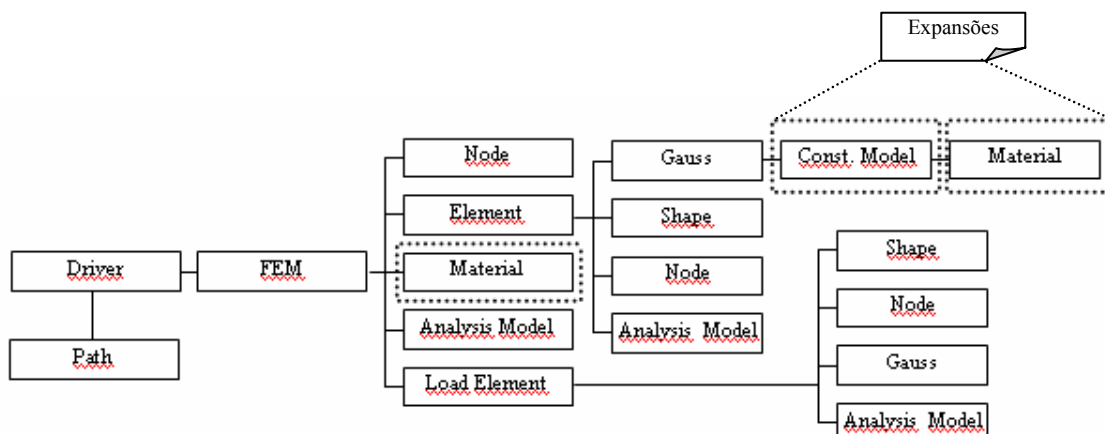 Expansões
Node
Gauss
Const. Model
Material
Element
Shape
Shape
Driver
FEM
Material
Node
Node
Analysis Model
Analysis Model
Path
Gauss
Load Element
Analysis Model